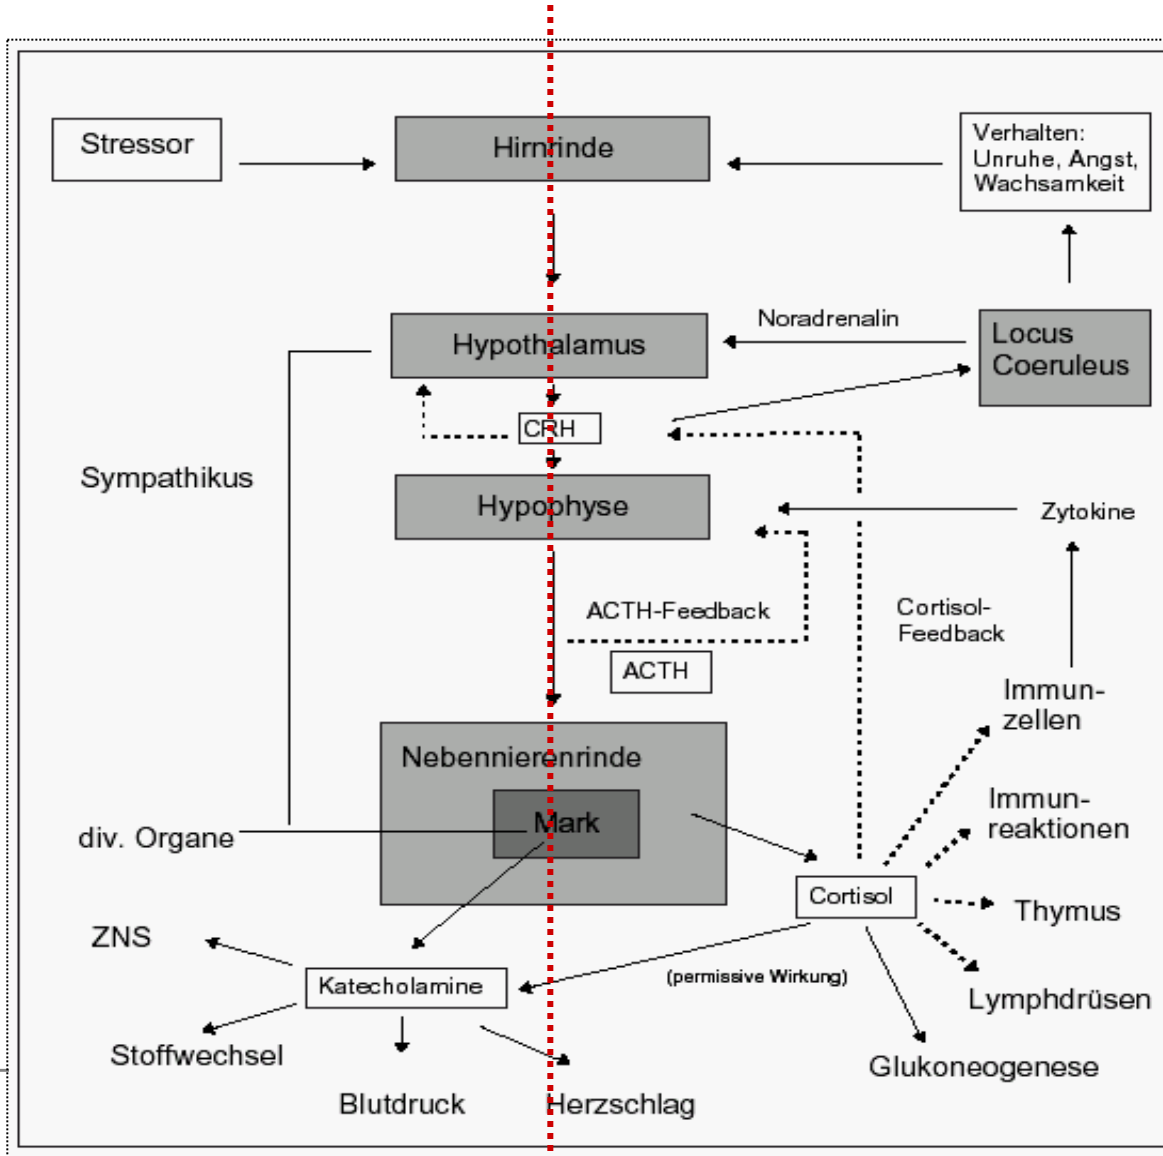 Stressor
Hirnrinde
Verhalten:
Unruhe, Angst,
Wachsamkeit
Hypothalamus
Noradrenalin
Locus
Coeruleus
CRH
Sympathikus
Hypophyse
Zytokine
ACTH-Feedback
Cortisol-
Feedback
ACTH
Immun-
zellen
Nebennierenrinde
Mark
div. Organe
Immun-
reaktionen
Cortisol
Thymus
ZNS
(permissive Wirkung)
Katecholamine
Lymphdrüsen
Stoffwechsel
Glukoneogenese
Blutdruck
Herzschlag